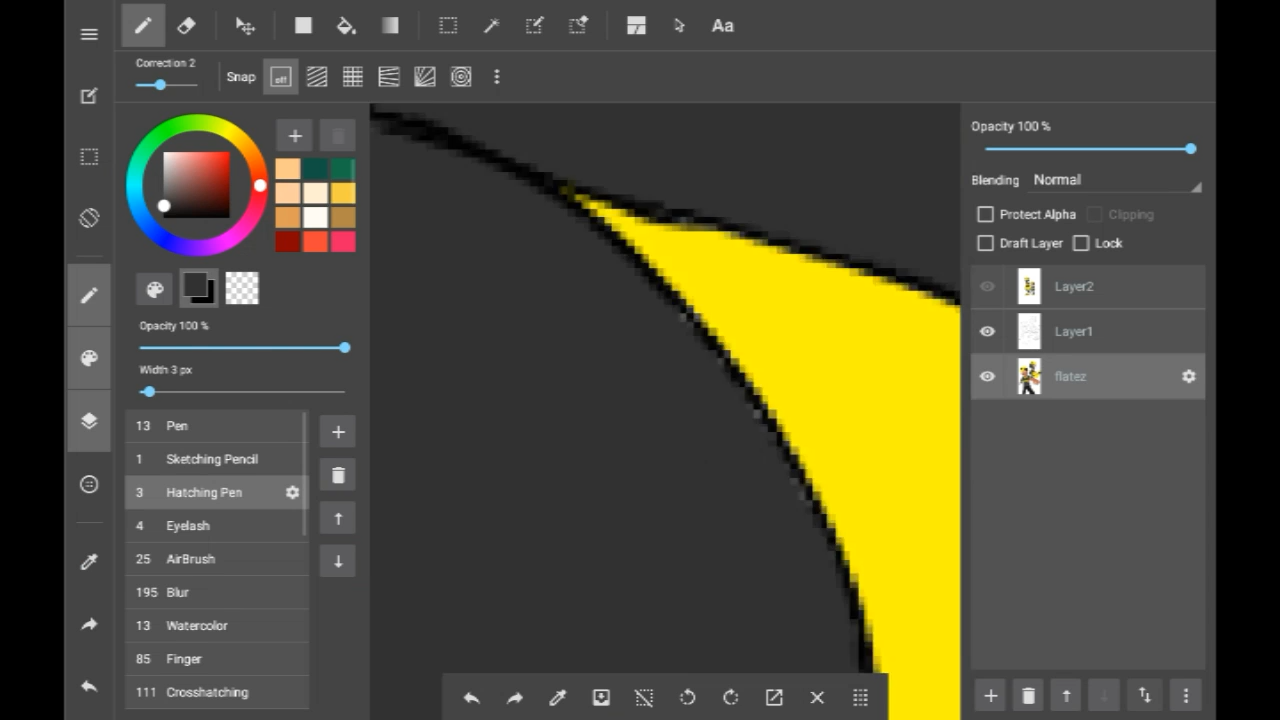 Aa
Correction 2
Snap
off
Opacity 100 %
Width 3 px
13 Pen
1 Sketching Pencil
3 Hatching Pen
4 Eyelash
25 AirBrush
195 Blur
13 Watercolor
85 Finger
111 Crosshatching
Opacity 100 %
Blending Normal
Protect Alpha Clipping
Draft Layer Lock
Layer2
Layer1
flatez